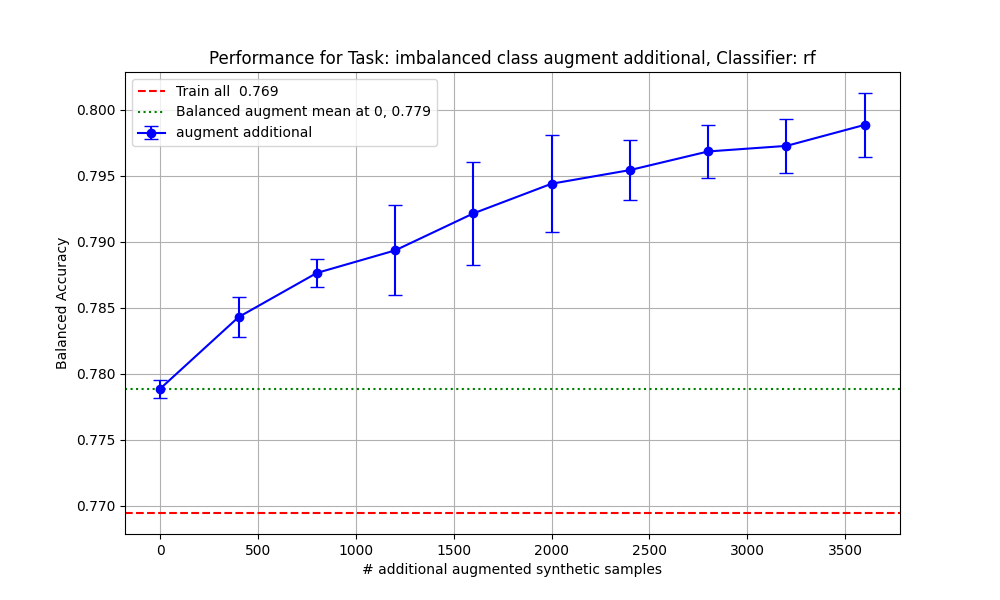 Performance for Task: imbalanced class augment additional, Classifier: rf
Train all  0.769
Balanced augment mean at 0, 0.779
augment additional
0.800
0.795
0.790
0.785
0.780
0.775
0.770
Balanced Accuracy
0 500 1000 1500 2000 2500 3000 3500
# additional augmented synthetic samples